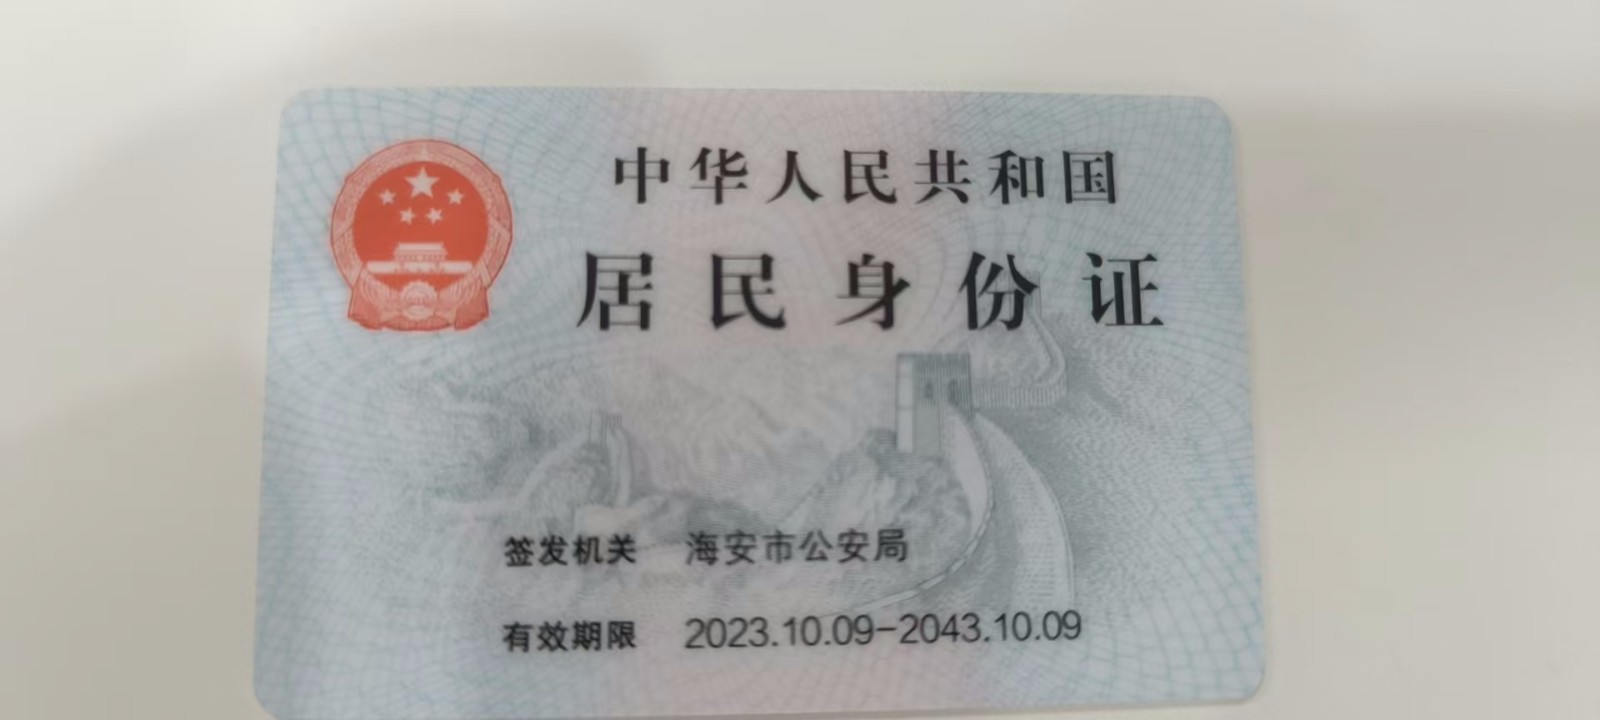 中华人民共和国
居民身份证
签发机关 海安市公安局
有效期限 2023.10.09-2043.10.09